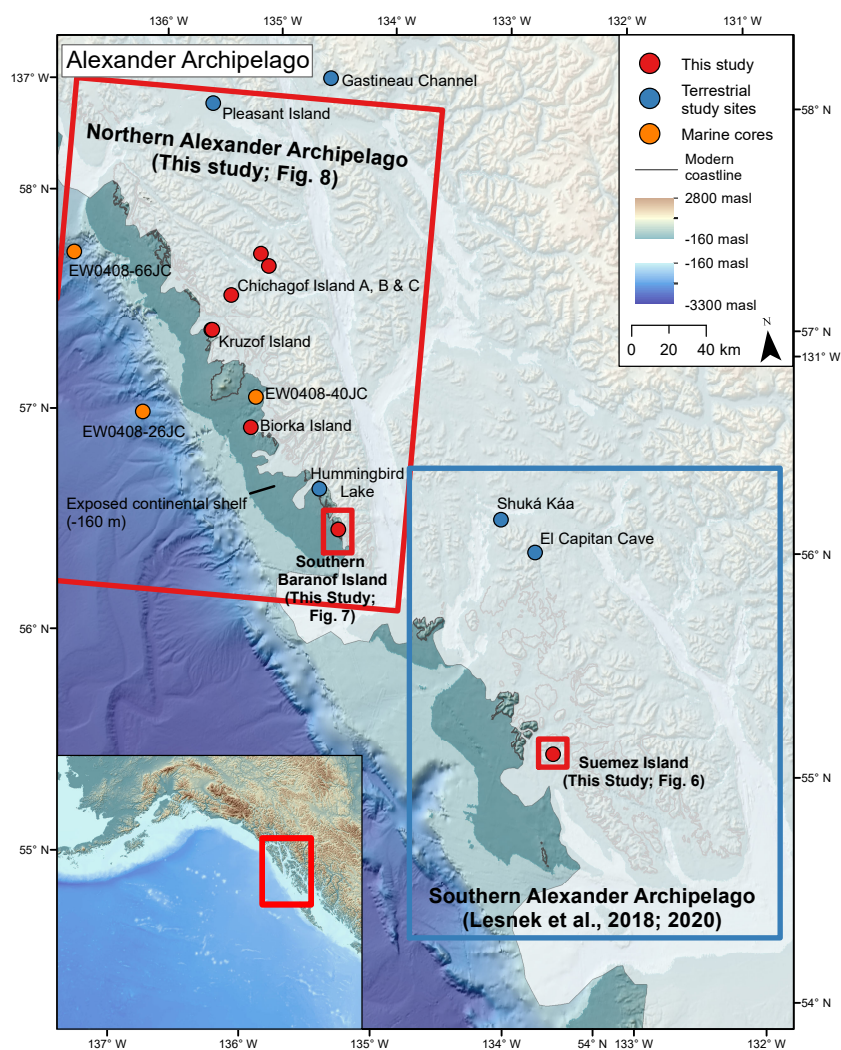 136° W
135° W
134° W
133° W
132° W
131° W
Alexander Archipelago
137° W
Gastineau Channel
Pleasant Island
Northern Alexander Archipelago
(This study; Fig. 8)
58° N
EW0408-66JC
Chichagof Island A, B & C
Kruzof Island
EW0408-40JC
57° N
EW0408-26JC
Biorka Island
Hummingbird
Lake
Exposed continental shelf
(-160 m)
Southern
Baranof Island
(This Study;
Fig. 7)
56° N
This study
Terrestrial
study sites
Marine cores
Modern
coastline
2800 masl
-160 masl
-160 masl
-3300 masl
N
0 20 40 km
58° N
57° N
131° W
Shuká Káa
El Capitan Cave
56° N
Suemez Island
(This Study; Fig. 6)
55° N
55° N
Southern Alexander Archipelago
(Lesnek et al., 2018; 2020)
54° N
137° W
136° W
135° W
134° W
54° N
133° W
132° W